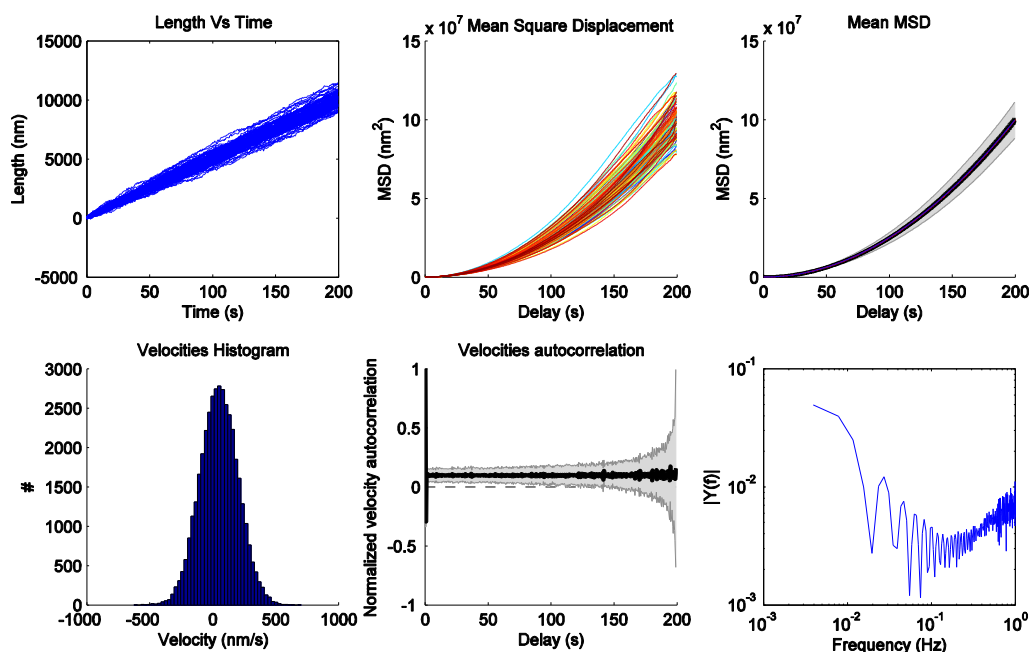 Length Vs Time
15000
10000
5000
0
-5000
Length (nm)
0 50 100 150 200
Time (s)
x 10^7 Mean Square Displacement
15
10
5
0
MSD (nm^2)
0 50 100 150 200
Delay (s)
x 10^7 Mean MSD
15
10
5
0
MSD (nm^2)
0 50 100 150 200
Delay (s)
Velocities Histogram
3000
2500
2000
1500
1000
500
0
#
-1000 -500 0 500 1000
Velocity (nm/s)
Velocities autocorrelation
1
0.5
0
-0.5
-1
Normalized velocity autocorrelation
0 50 100 150 200
Delay (s)
10^-1
10^-2
10^-3
|Y(f)|
10^-3 10^-2 10^-1 10^0
Frequency (Hz)